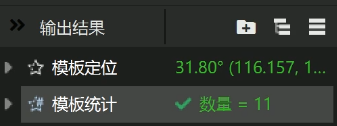 输出结果
模板定位 31.80° (116.157, 1...
模板统计 数量 = 11